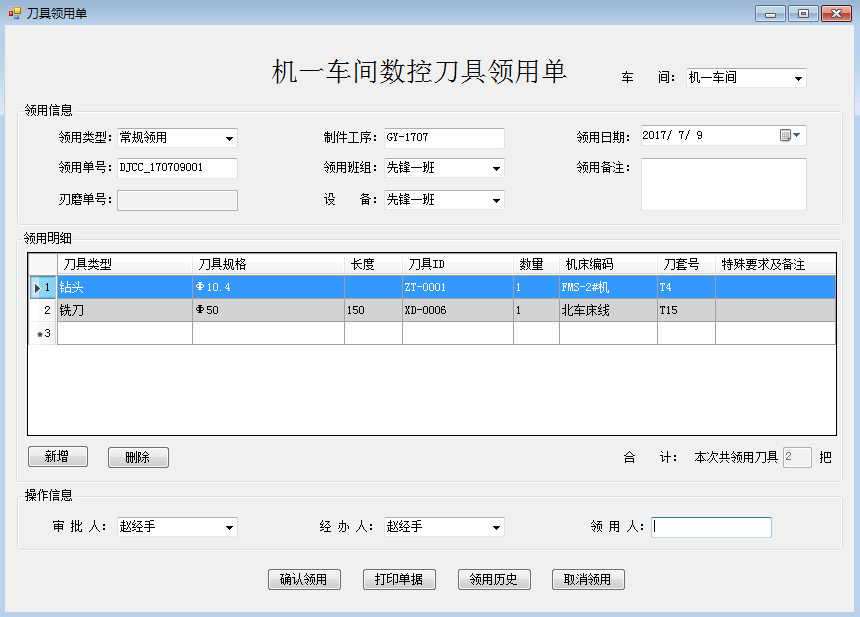 刀具领用单
机一车间数控刀具领用单
车 间: 机一车间
领用信息
领用类型: 常规领用 制件工序: GY-1707 领用日期: 2017/ 7/ 9
领用单号: DJCC_170709001 领用班组: 先锋一班 领用备注:
刃磨单号: 设 备: 先锋一班
领用明细
刀具类型 刀具规格 长度 刀具ID 数量 机床编码 刀套号 特殊要求及备注
1 钻头 Φ10.4 ZT-0001 1 FMS-2#机 T4
2 铣刀 Φ50 150 XD-0006 1 北车床线 T15
*3
新增 删除 合 计: 本次共领用刀具 2 把
操作信息
审 批 人: 赵经手 经 办 人: 赵经手 领 用 人:
确认领用 打印单据 领用历史 取消领用